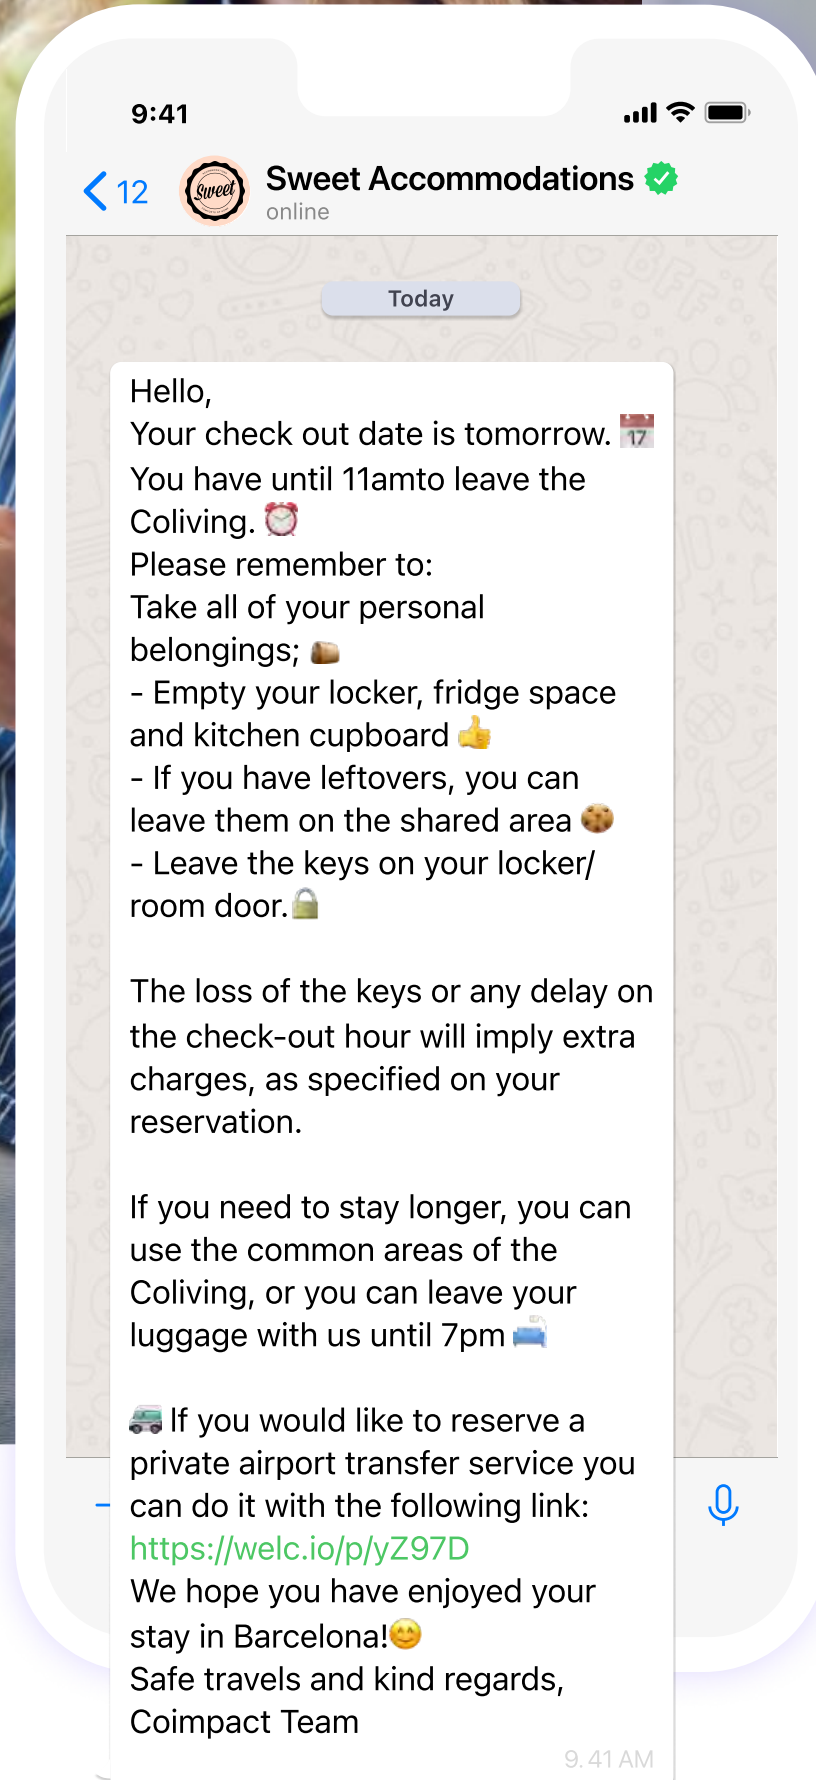 9:41
12
Sweet
Sweet Accommodations
online
Today
Hello,
Your check out date is tomorrow. 📅
17
You have until 11amto leave the
Coliving. ⏰
Please remember to:
Take all of your personal
belongings; 👝
- Empty your locker, fridge space
and kitchen cupboard 👍
- If you have leftovers, you can
leave them on the shared area 🍪
- Leave the keys on your locker/
room door.🔒
The loss of the keys or any delay on
the check-out hour will imply extra
charges, as specified on your
reservation.
If you need to stay longer, you can
use the common areas of the
Coliving, or you can leave your
luggage with us until 7pm 🛋
🚐 If you would like to reserve a
private airport transfer service you
can do it with the following link:
https://welc.io/p/yZ97D
We hope you have enjoyed your
stay in Barcelona!😊
Safe travels and kind regards,
Coimpact Team
9.41 AM